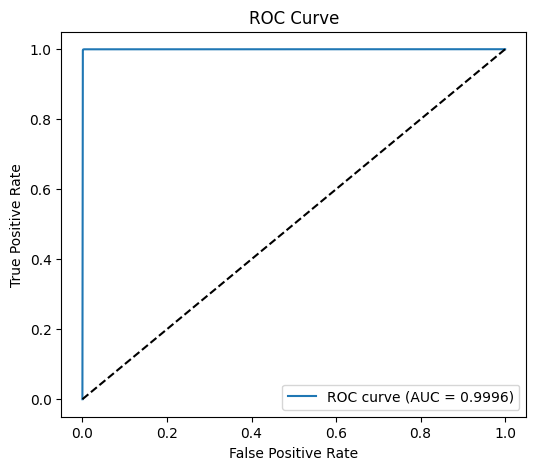 ROC Curve
1.0
0.8
0.6
0.4
0.2
0.0
True Positive Rate
ROC curve (AUC = 0.9996)
0.0 0.2 0.4 0.6 0.8 1.0
False Positive Rate